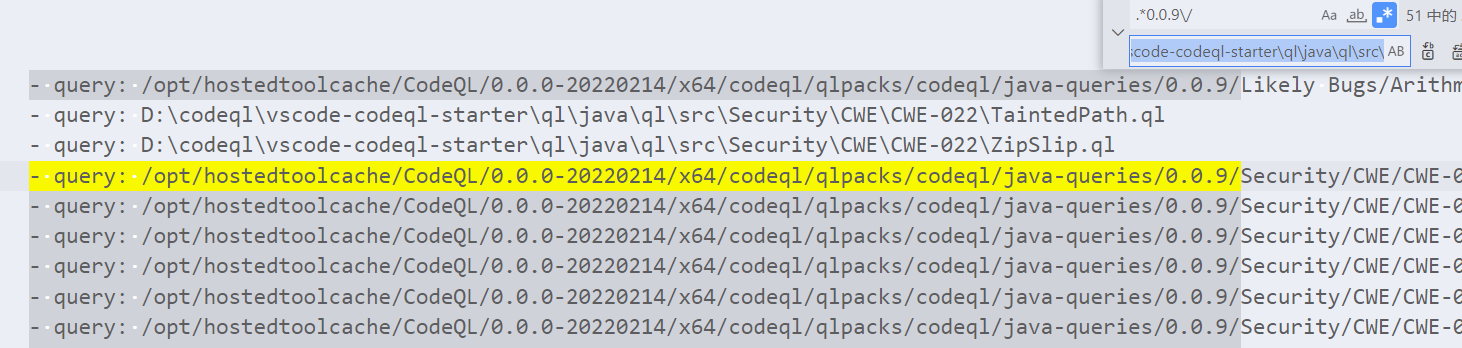 .*0.0.9\/
Aa ab .* 51 中的
scode-codeql-starter\ql\java\ql\src\ AB
- query: /opt/hostedtoolcache/CodeQL/0.0.0-20220214/x64/codeql/qlpacks/codeql/java-queries/0.0.9/Likely Bugs/Arithm
- query: D:\codeql\vscode-codeql-starter\ql\java\ql\src\Security\CWE\CWE-022\TaintedPath.ql
- query: D:\codeql\vscode-codeql-starter\ql\java\ql\src\Security\CWE\CWE-022\ZipSlip.ql
- query: /opt/hostedtoolcache/CodeQL/0.0.0-20220214/x64/codeql/qlpacks/codeql/java-queries/0.0.9/Security/CWE/CWE-0
- query: /opt/hostedtoolcache/CodeQL/0.0.0-20220214/x64/codeql/qlpacks/codeql/java-queries/0.0.9/Security/CWE/CWE-0
- query: /opt/hostedtoolcache/CodeQL/0.0.0-20220214/x64/codeql/qlpacks/codeql/java-queries/0.0.9/Security/CWE/CWE-0
- query: /opt/hostedtoolcache/CodeQL/0.0.0-20220214/x64/codeql/qlpacks/codeql/java-queries/0.0.9/Security/CWE/CWE-0
- query: /opt/hostedtoolcache/CodeQL/0.0.0-20220214/x64/codeql/qlpacks/codeql/java-queries/0.0.9/Security/CWE/CWE-0
- query: /opt/hostedtoolcache/CodeQL/0.0.0-20220214/x64/codeql/qlpacks/codeql/java-queries/0.0.9/Security/CWE/CWE-0